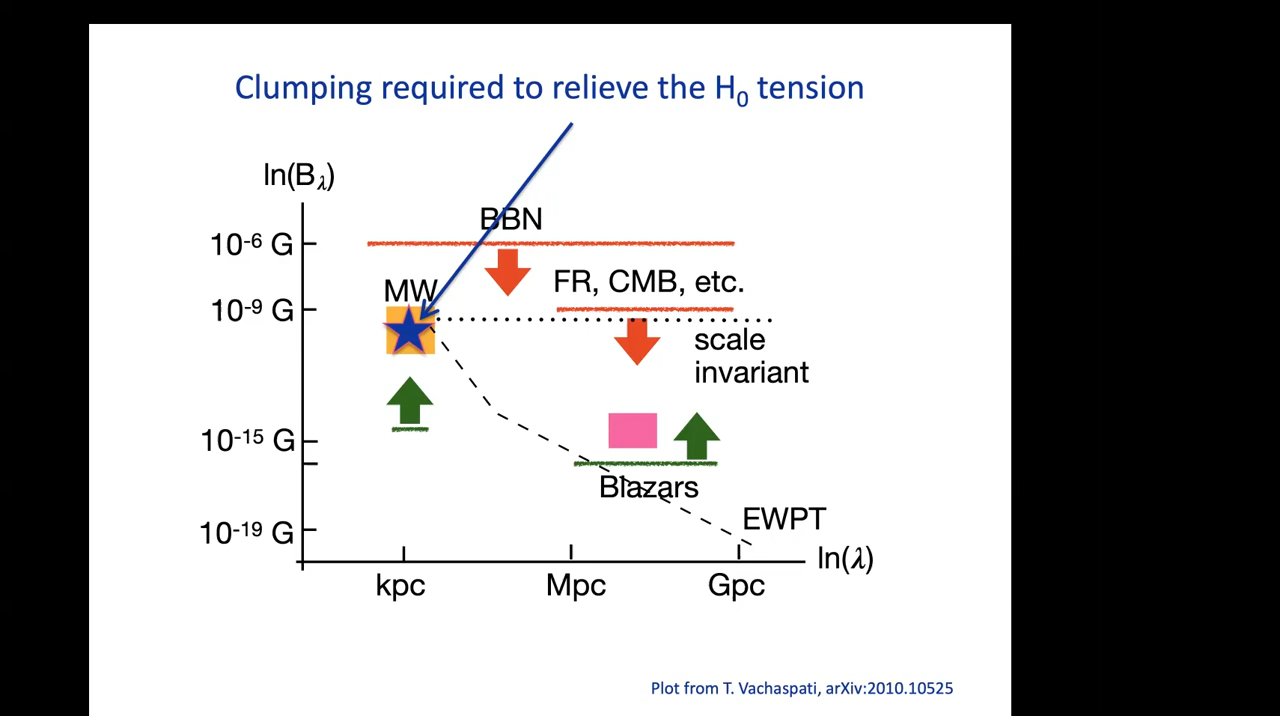 Clumping required to relieve the H₀ tension
ln(B_λ)
BBN
10⁻⁶ G
FR, CMB, etc.
MW
10⁻⁹ G
scale
invariant
10⁻¹⁵ G
Blazars
10⁻¹⁹ G
EWPT
ln(λ)
kpc
Mpc
Gpc
Plot from T. Vachaspati, arXiv:2010.10525